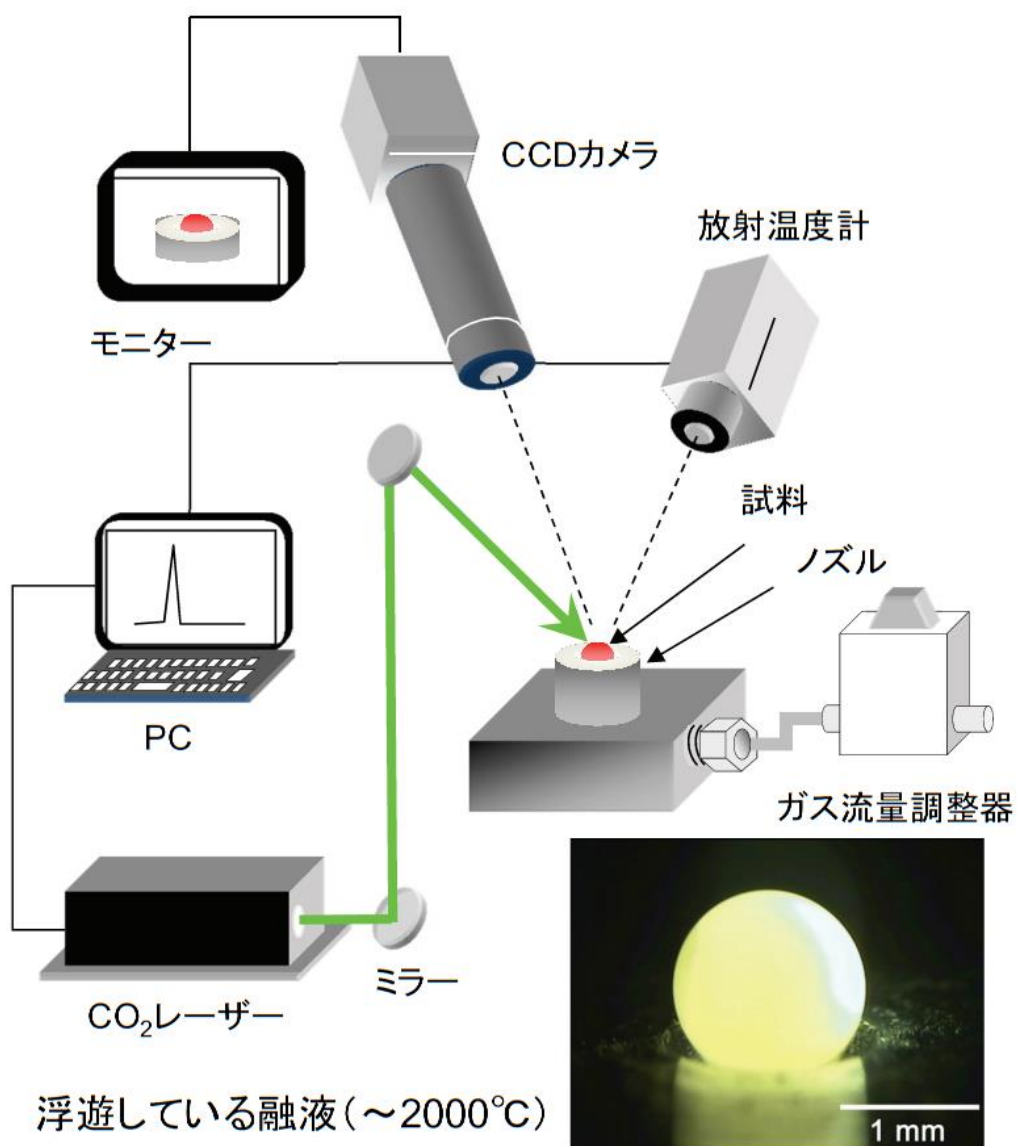 CCDカメラ
放射温度計
モニター
試料
ノズル
PC
ガス流量調整器
ミラー
CO₂レーザー
浮遊している融液(~2000℃)
1 mm